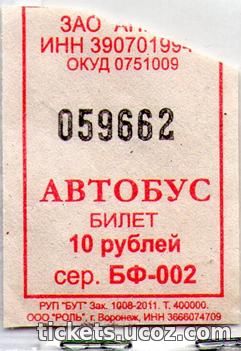 ЗАО
ИНН 390701994
ОКУД 0751009
059662
АВТОБУС
БИЛЕТ
10 рублей
сер. БФ-002
РУП "БУТ" Зак. 1008-2011. Т. 400000.
ООО "РОЛЬ", г. Воронеж, ИНН 3666074709
tickets.ucoz.com